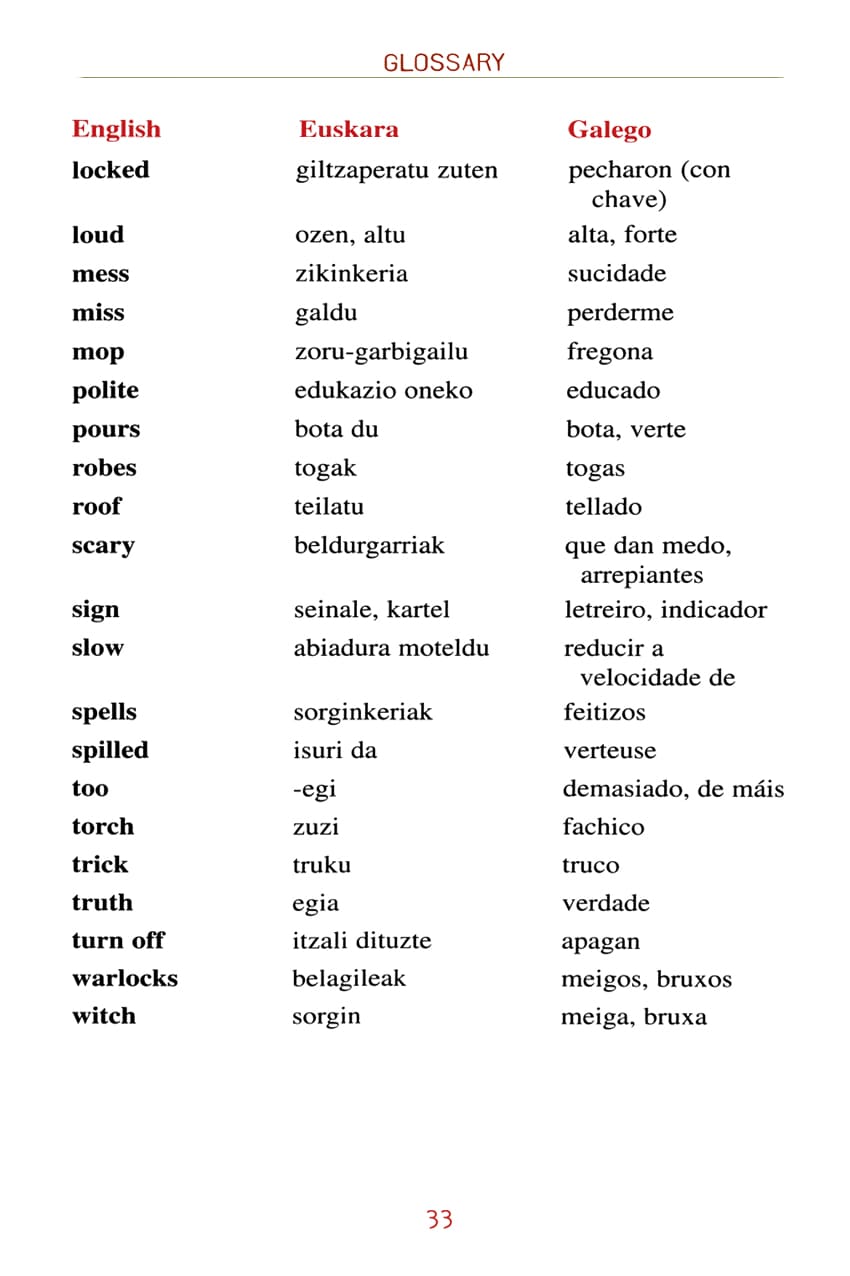 GLOSSARY
English Euskara Galego
locked giltzaperatu zuten pecharon (con
chave)
loud ozen, altu alta, forte
mess zikinkeria sucidade
miss galdu perderme
mop zoru-garbigailu fregona
polite edukazio oneko educado
pours bota du bota, verte
robes togak togas
roof teilatu tellado
scary beldurgarriak que dan medo,
arrepiantes
sign seinale, kartel letreiro, indicador
slow abiadura moteldu reducir a
velocidade de
spells sorginkeriak feitizos
spilled isuri da verteuse
too -egi demasiado, de máis
torch zuzi fachico
trick truku truco
truth egia verdade
turn off itzali dituzte apagan
warlocks belagileak meigos, bruxos
witch sorgin meiga, bruxa
33